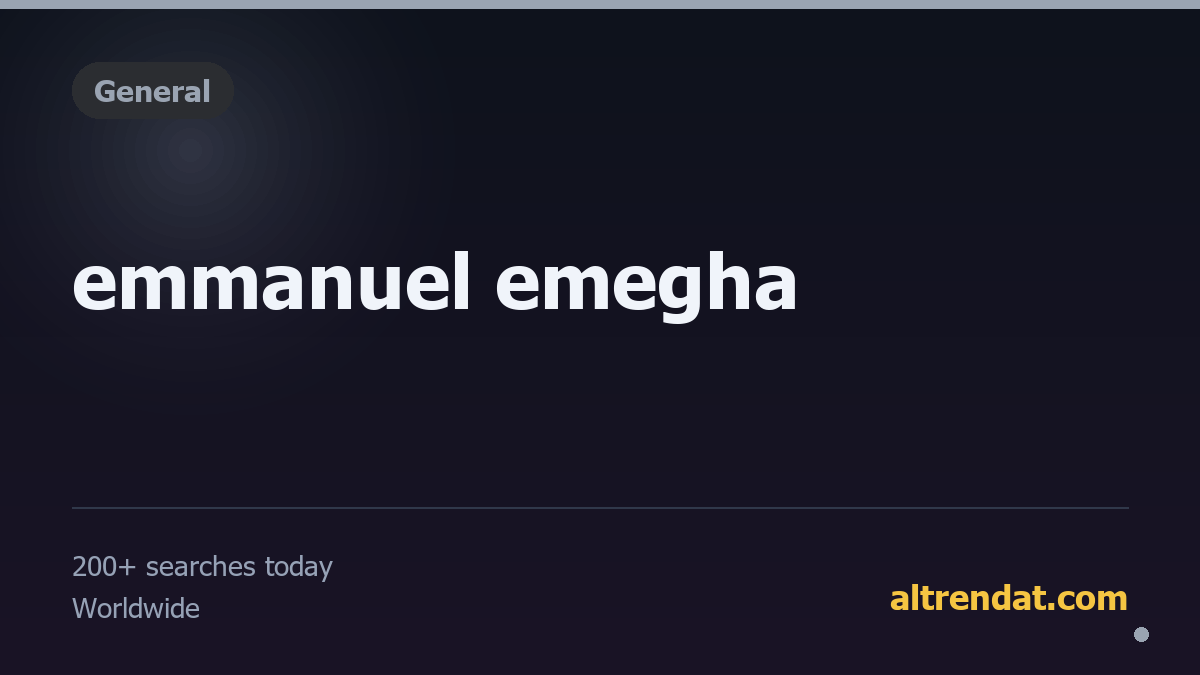 General
emmanuel emegha
200+ searches today
Worldwide
altrendat.com